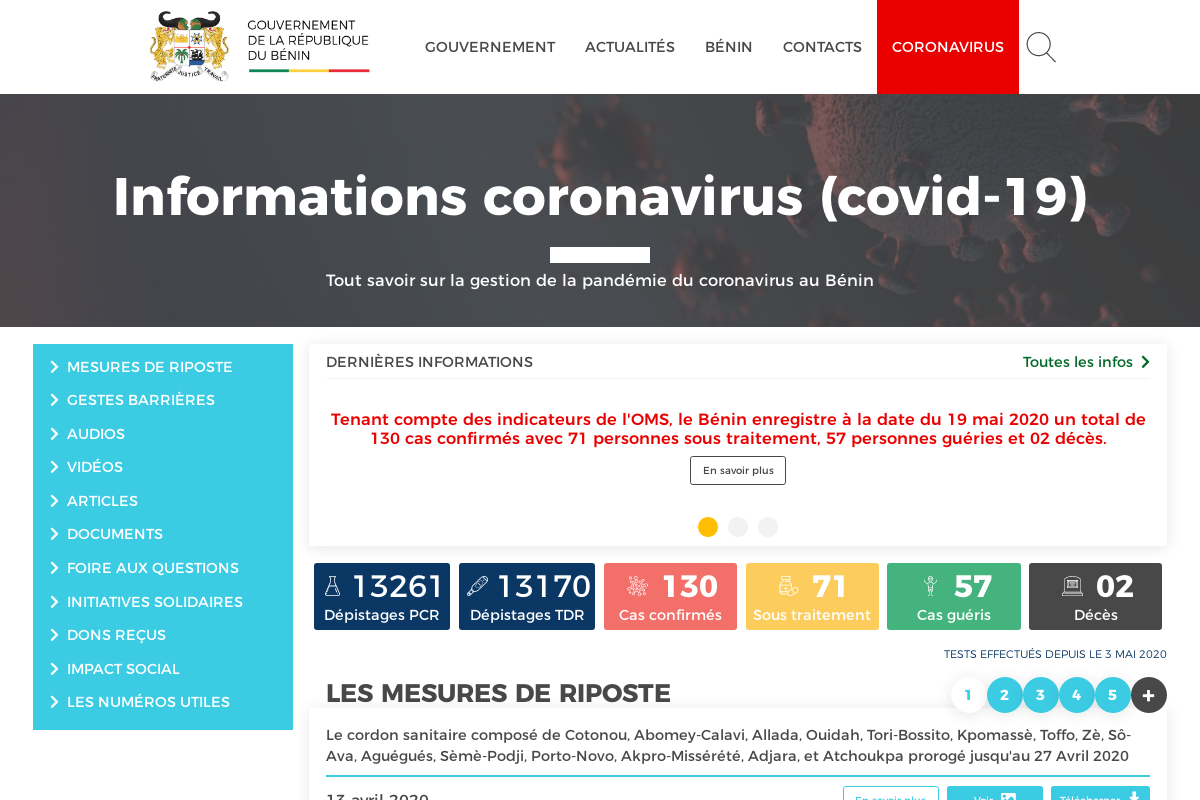 GOUVERNEMENT
DE LA RÉPUBLIQUE
DU BÉNIN
FRATERNITÉ JUSTICE TRAVAIL
GOUVERNEMENT
ACTUALITÉS
BÉNIN
CONTACTS
CORONAVIRUS
Informations coronavirus (covid-19)
Tout savoir sur la gestion de la pandémie du coronavirus au Bénin
MESURES DE RIPOSTE
GESTES BARRIÈRES
AUDIOS
VIDÉOS
ARTICLES
DOCUMENTS
FOIRE AUX QUESTIONS
INITIATIVES SOLIDAIRES
DONS REÇUS
IMPACT SOCIAL
LES NUMÉROS UTILES
DERNIÈRES INFORMATIONS
Toutes les infos
Tenant compte des indicateurs de l'OMS, le Bénin enregistre à la date du 19 mai 2020 un total de
130 cas confirmés avec 71 personnes sous traitement, 57 personnes guéries et 02 décès.
En savoir plus
13261
Dépistages PCR
13170
Dépistages TDR
130
Cas confirmés
71
Sous traitement
57
Cas guéris
02
Décès
TESTS EFFECTUÉS DEPUIS LE 3 MAI 2020
LES MESURES DE RIPOSTE
1 2 3 4 5 +
Le cordon sanitaire composé de Cotonou, Abomey-Calavi, Allada, Ouidah, Tori-Bossito, Kpomassè, Toffo, Zè, Sô-
Ava, Aguégués, Sèmè-Podji, Porto-Novo, Akpro-Missérété, Adjara, et Atchoukpa prorogé jusqu'au 27 Avril 2020
13 avril 2020
En savoir plus
Voir
Télécharger